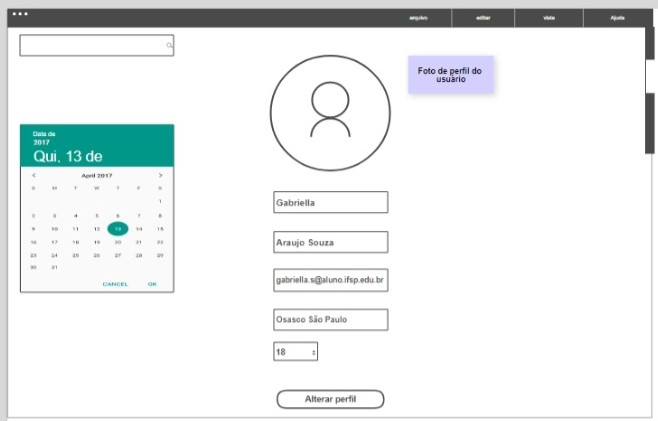 arquivo editar vista Ajuda
Foto de perfil do
usuário
Data de
2017
Qui, 13 de
< April 2017 >
S M T W T F S
1
2 3 4 5 6 7 8
9 10 11 12 13 14 15
16 17 18 19 20 21 22
23 24 25 26 27 28 29
30 31
CANCEL OK
Gabriella
Araujo Souza
gabriella.s@aluno.ifsp.edu.br
Osasco São Paulo
18
Alterar perfil